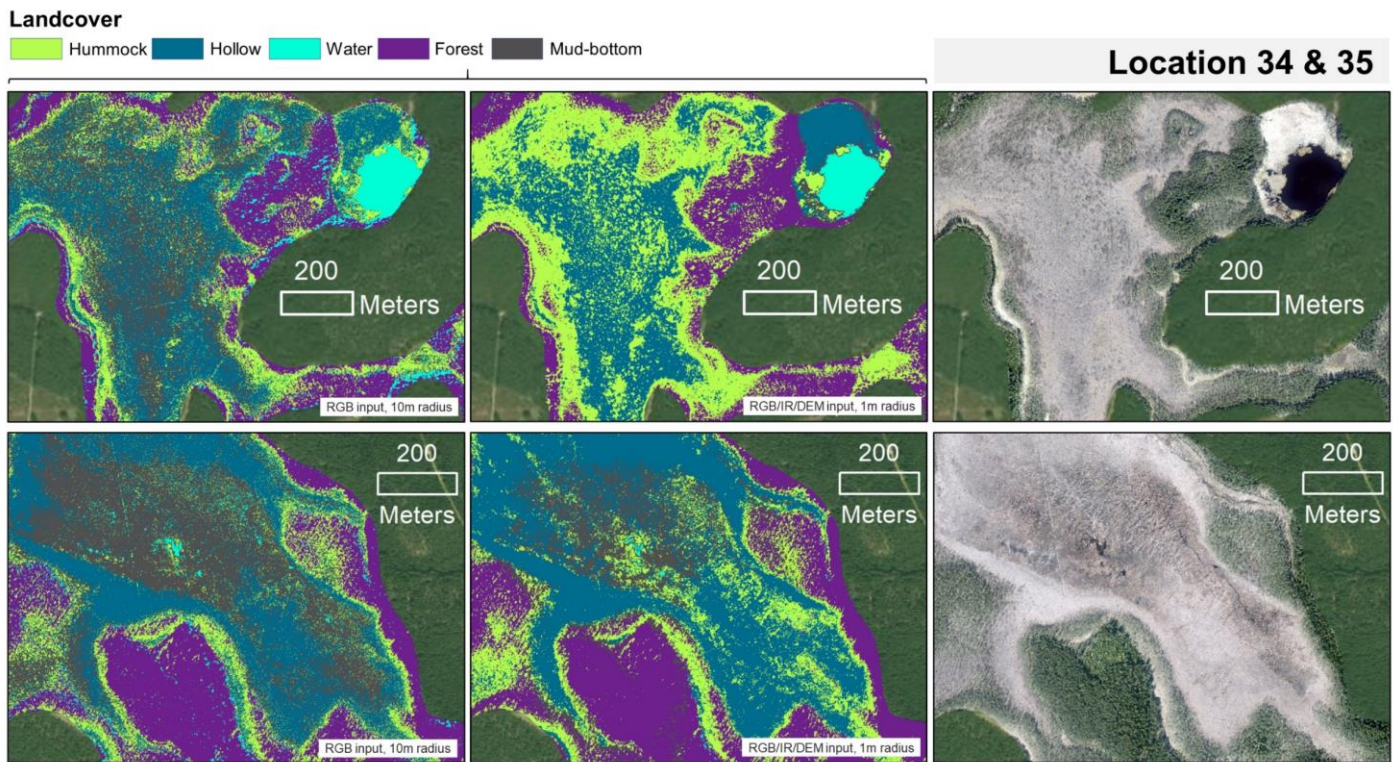 Landcover
Hummock Hollow Water Forest Mud-bottom
Location 34 & 35
200
Meters
RGB input, 10m radius
200
Meters
RGB/IR/DEM input, 1m radius
200
Meters
200
Meters
RGB input, 10m radius
200
Meters
RGB/IR/DEM input, 1m radius
200
Meters